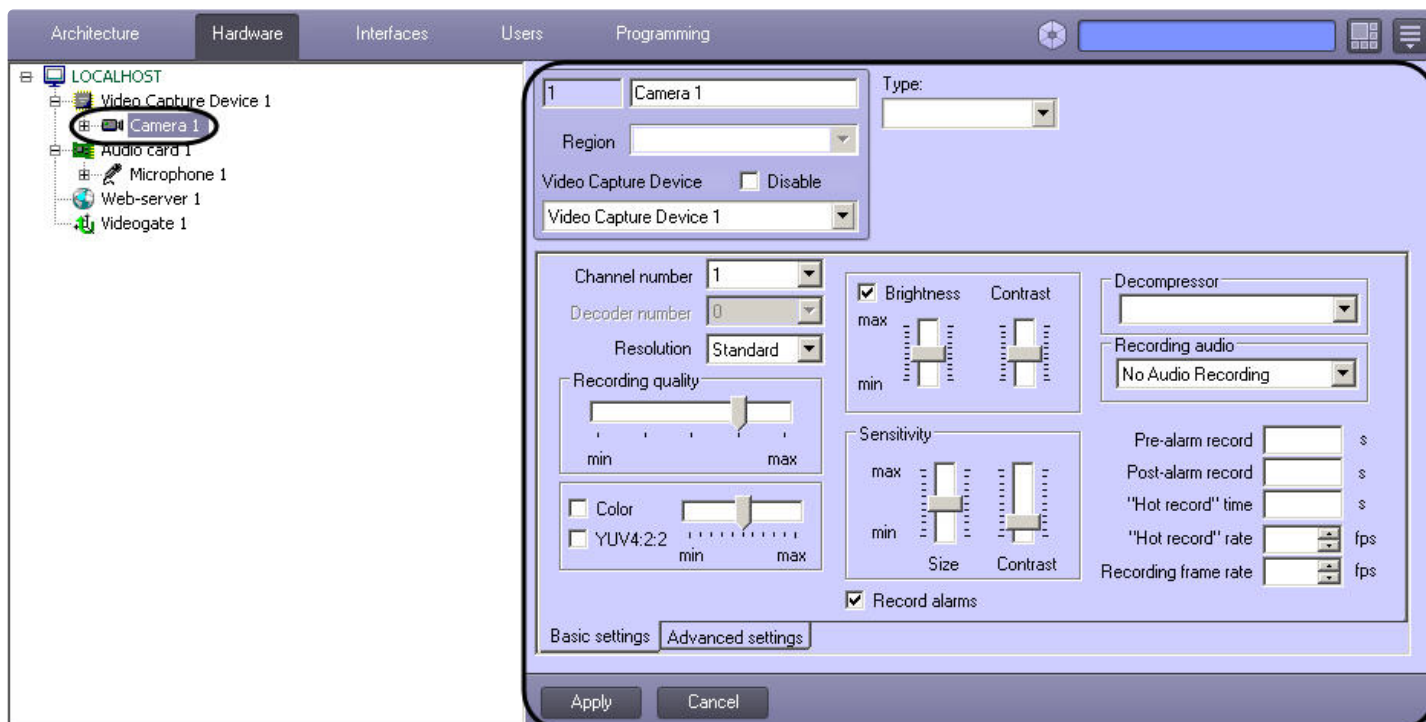 Architecture Hardware Interfaces Users Programming
LOCALHOST
Video Capture Device 1
Camera 1
Audio card 1
Microphone 1
Web-server 1
Videogate 1
1 Camera 1
Type:
Region
Video Capture Device Disable
Video Capture Device 1
Channel number 1
Decoder number 0
Resolution Standard
Recording quality
min max
Color
YUV4:2:2
min max
Brightness Contrast
max
min
Sensitivity
max
min
Size Contrast
Record alarms
Decompressor
Recording audio
No Audio Recording
Pre-alarm record s
Post-alarm record s
"Hot record" time s
"Hot record" rate fps
Recording frame rate fps
Basic settings Advanced settings
Apply Cancel